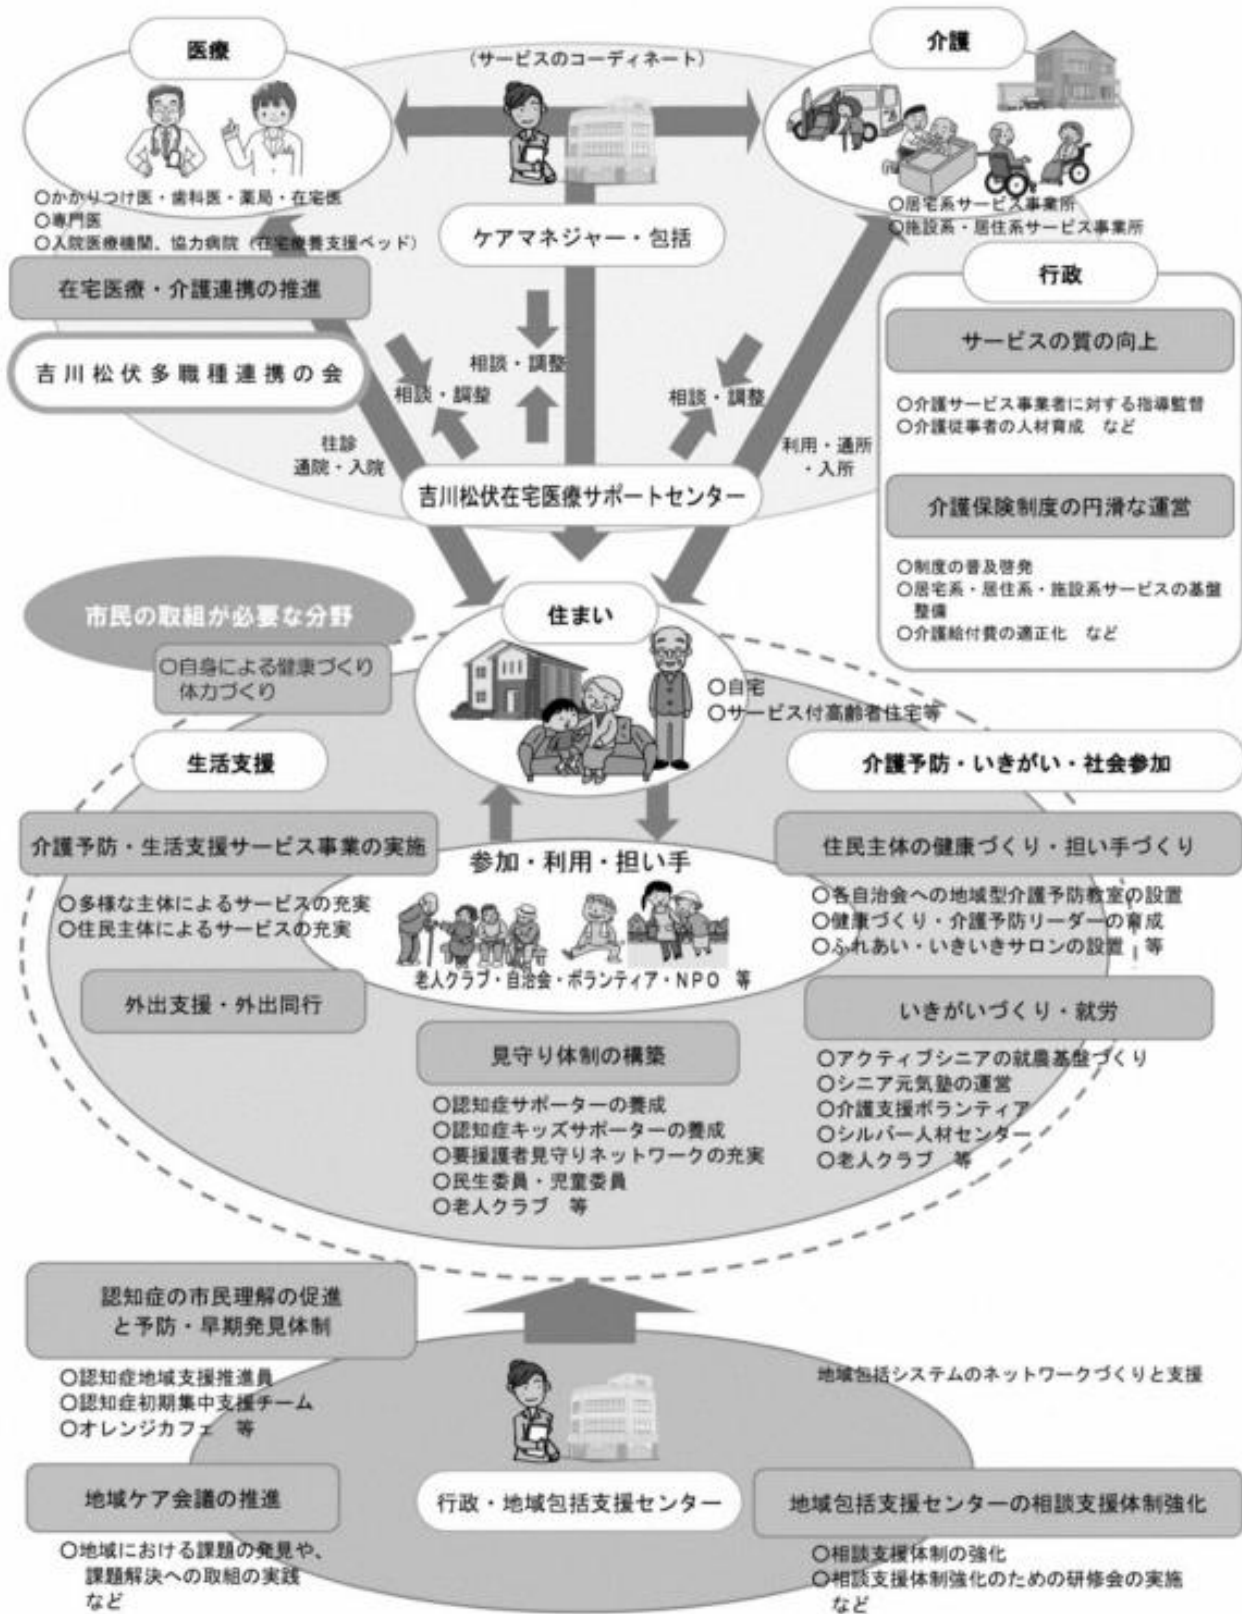 医療
(サービスのコーディネート)
介護
○かかりつけ医・歯科医・薬局・在宅医
○専門医
○入院医療機関、協力病院(在宅療養支援ベッド)
ケアマネジャー・包括
○居宅系サービス事業所
○施設系・居住系サービス事業所
在宅医療・介護連携の推進
吉川松伏多職種連携の会
行政
サービスの質の向上
○介護サービス事業者に対する指導監督
○介護従事者の人材育成 など
介護保険制度の円滑な運営
○制度の普及啓発
○居宅系・居住系・施設系サービスの基盤
整備
○介護給付費の適正化 など
相談・調整
相談・調整
相談・調整
往診
通院・入院
利用・通所
・入所
吉川松伏在宅医療サポートセンター
市民の取組が必要な分野
○自身による健康づくり
体力づくり
住まい
○自宅
○サービス付高齢者住宅等
生活支援
介護予防・生活支援サービス事業の実施
○多様な主体によるサービスの充実
○住民主体によるサービスの充実
外出支援・外出同行
参加・利用・担い手
老人クラブ・自治会・ボランティア・NPO 等
見守り体制の構築
○認知症サポーターの養成
○認知症キッズサポーターの養成
○要援護者見守りネットワークの充実
○民生委員・児童委員
○老人クラブ 等
介護予防・いきがい・社会参加
住民主体の健康づくり・担い手づくり
○各自治会への地域型介護予防教室の設置
○健康づくり・介護予防リーダーの育成
○ふれあい・いきいきサロンの設置 等
いきがいづくり・就労
○アクティブシニアの就農基盤づくり
○シニア元気塾の運営
○介護支援ボランティア
○シルバー人材センター
○老人クラブ 等
認知症の市民理解の促進
と予防・早期発見体制
○認知症地域支援推進員
○認知症初期集中支援チーム
○オレンジカフェ 等
地域包括システムのネットワークづくりと支援
地域ケア会議の推進
○地域における課題の発見や、
課題解決への取組の実践
など
行政・地域包括支援センター
地域包括支援センターの相談支援体制強化
○相談支援体制の強化
○相談支援体制強化のための研修会の実施
など